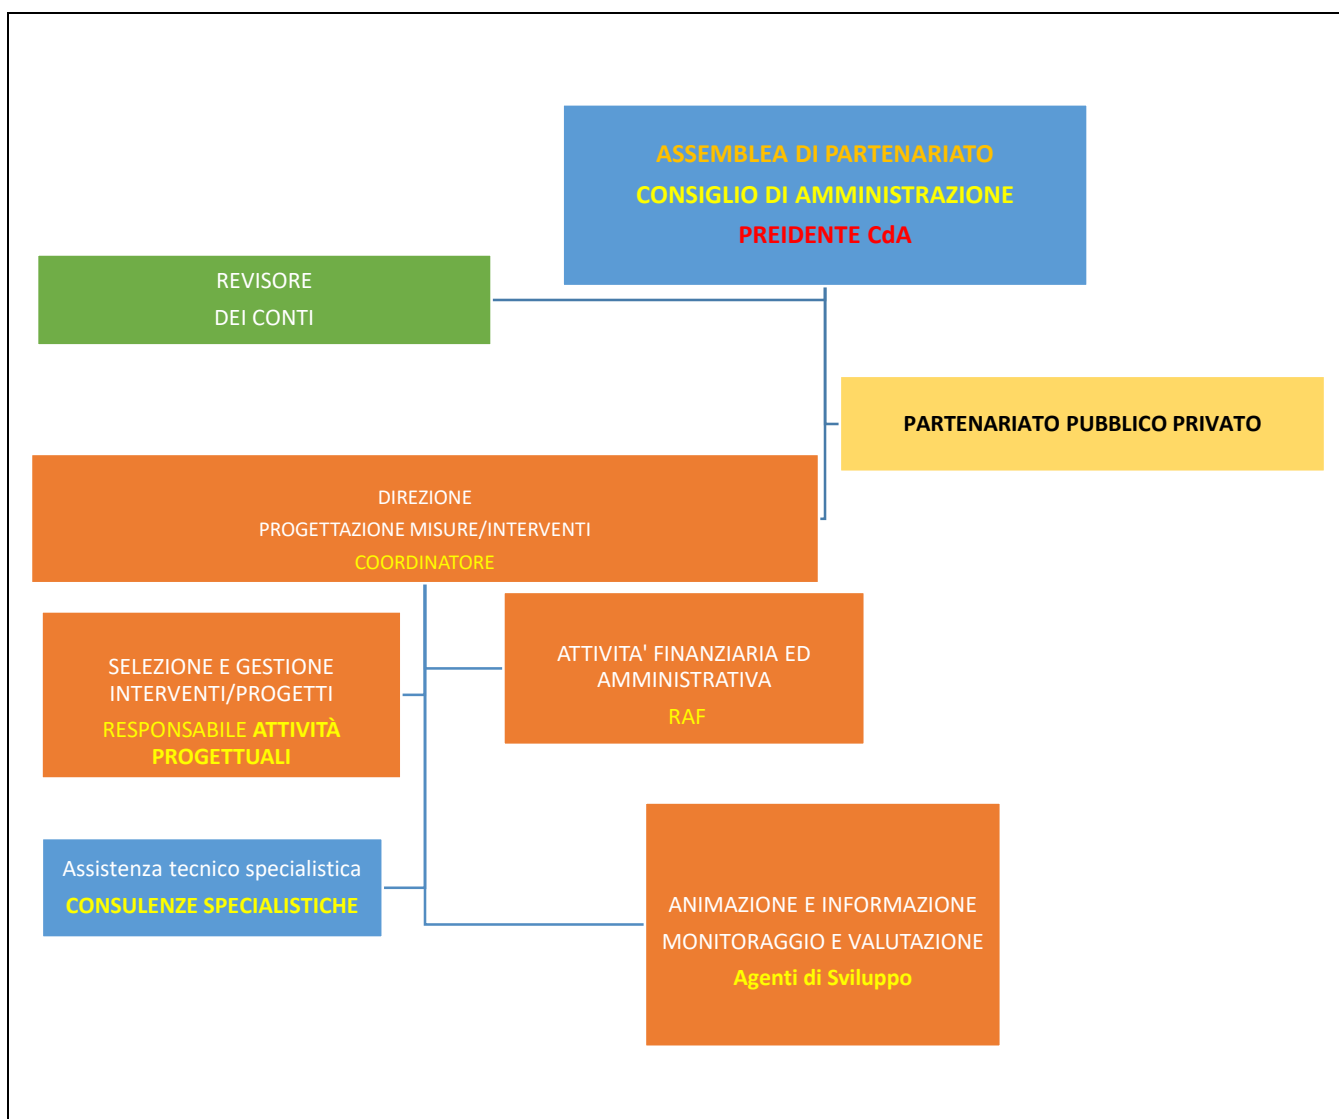 ASSEMBLEA DI PARTENARIATO
CONSIGLIO DI AMMINISTRAZIONE
PREIDENTE CdA
REVISORE
DEI CONTI
PARTENARIATO PUBBLICO PRIVATO
DIREZIONE
PROGETTAZIONE MISURE/INTERVENTI
COORDINATORE
SELEZIONE E GESTIONE
INTERVENTI/PROGETTI
RESPONSABILE ATTIVITÀ
PROGETTUALI
ATTIVITA' FINANZIARIA ED
AMMINISTRATIVA
RAF
Assistenza tecnico specialistica
CONSULENZE SPECIALISTICHE
ANIMAZIONE E INFORMAZIONE
MONITORAGGIO E VALUTAZIONE
Agenti di Sviluppo